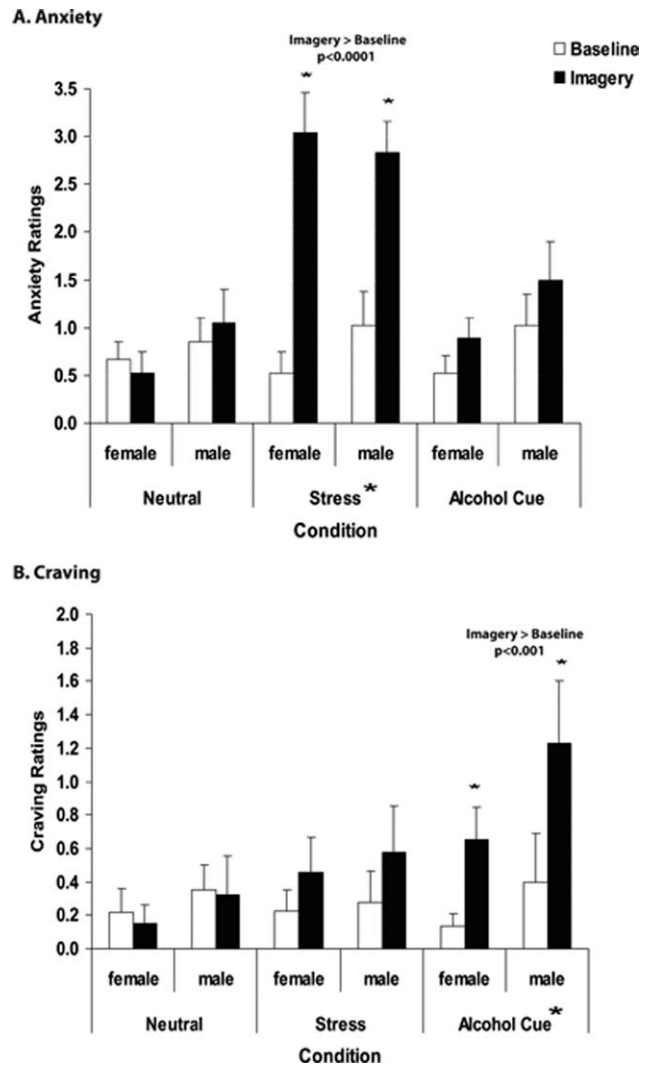 A. Anxiety
Imagery > Baseline
p<0.0001
Baseline
Imagery
* *
3.5
3.0
2.5
2.0
1.5
1.0
0.5
0.0
Anxiety Ratings
female male female male female male
Neutral Stress* Alcohol Cue
Condition
B. Craving
2.0
1.8
1.6
1.4
1.2
1.0
0.8
0.6
0.4
0.2
0.0
Craving Ratings
Imagery > Baseline
p<0.001
*
*
female male female male female male
Neutral Stress Alcohol Cue*
Condition